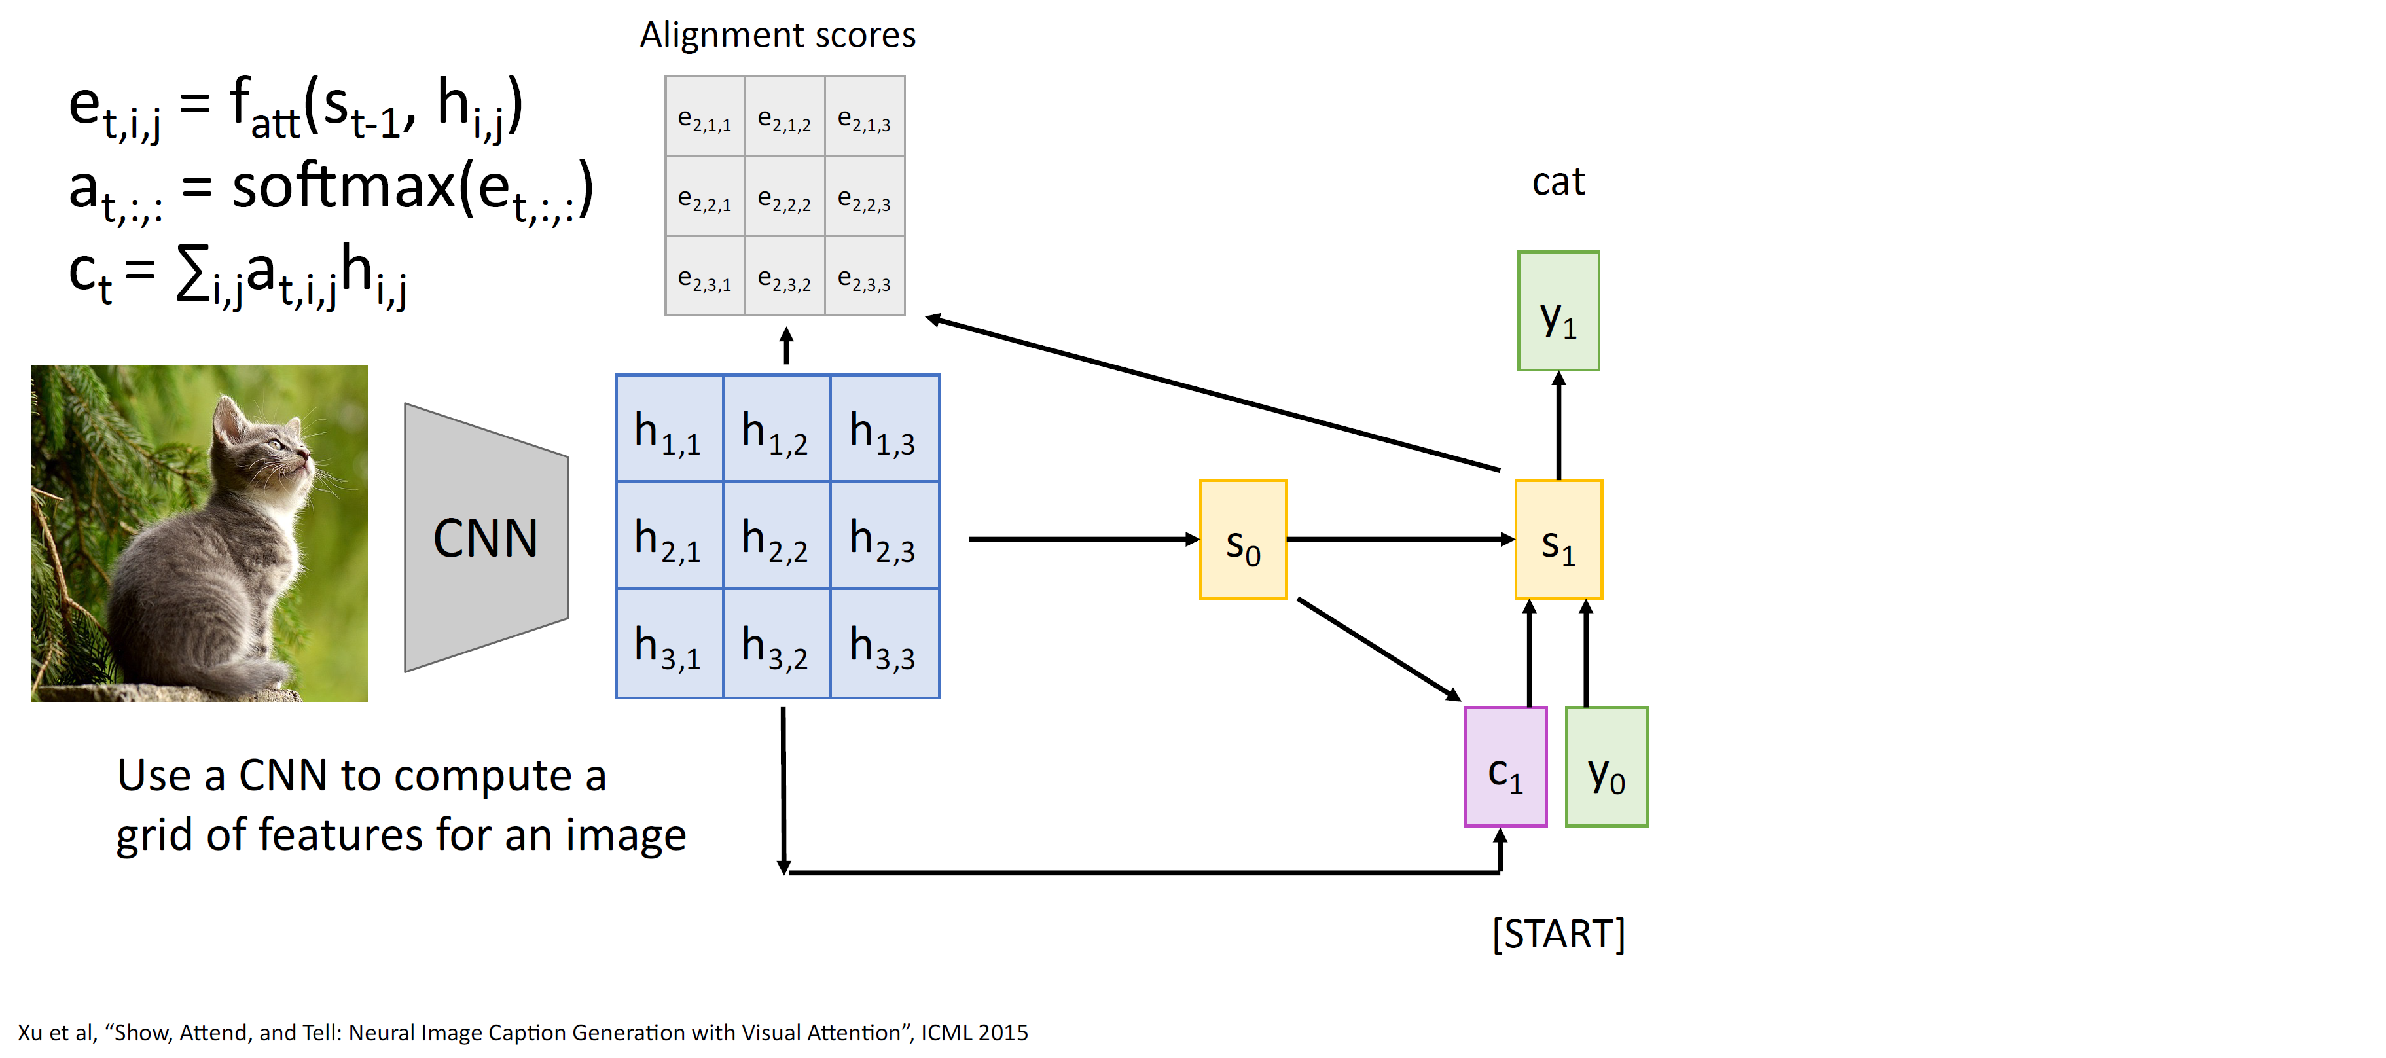 Alignment scores
e_{t,i,j} = f_{att}(s_{t-1}, h_{i,j})
a_{t,:,:} = softmax(e_{t,:,:})
c_t = ∑_{i,j}a_{t,i,j}h_{i,j}
e_{2,1,1} e_{2,1,2} e_{2,1,3}
e_{2,2,1} e_{2,2,2} e_{2,2,3}
e_{2,3,1} e_{2,3,2} e_{2,3,3}
cat
y_1
CNN
h_{1,1} h_{1,2} h_{1,3}
h_{2,1} h_{2,2} h_{2,3}
h_{3,1} h_{3,2} h_{3,3}
s_0
s_1
c_1
y_0
[START]
Use a CNN to compute a
grid of features for an image
Xu et al, “Show, Attend, and Tell: Neural Image Caption Generation with Visual Attention”, ICML 2015